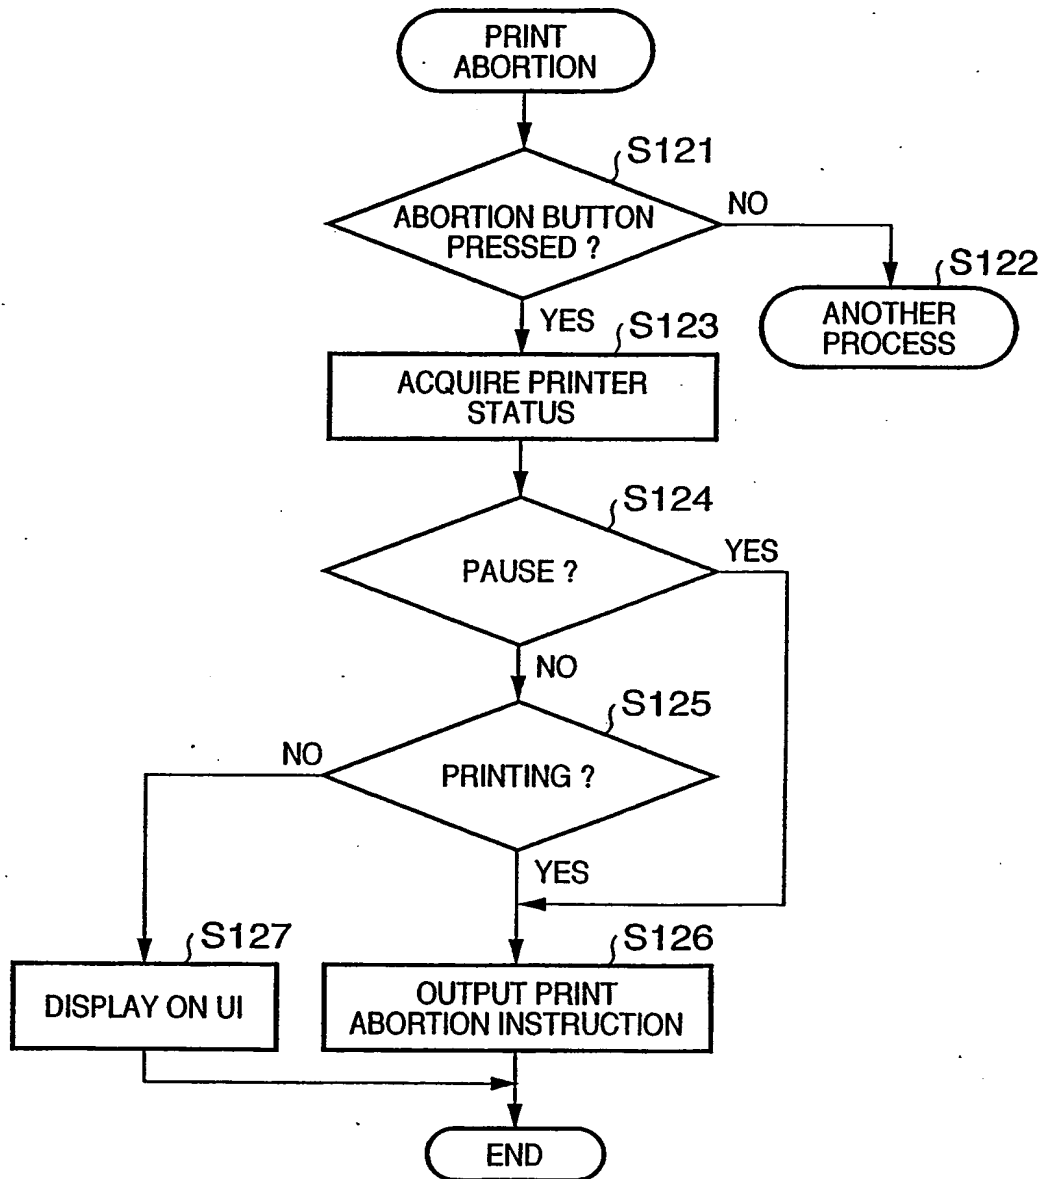 PRINT
ABORTION
S121
ABORTION BUTTON
PRESSED ?
NO
S122
ANOTHER
PROCESS
YES
S123
ACQUIRE PRINTER
STATUS
S124
PAUSE ?
YES
NO
S125
PRINTING ?
NO
YES
S127
DISPLAY ON UI
S126
OUTPUT PRINT
ABORTION INSTRUCTION
END